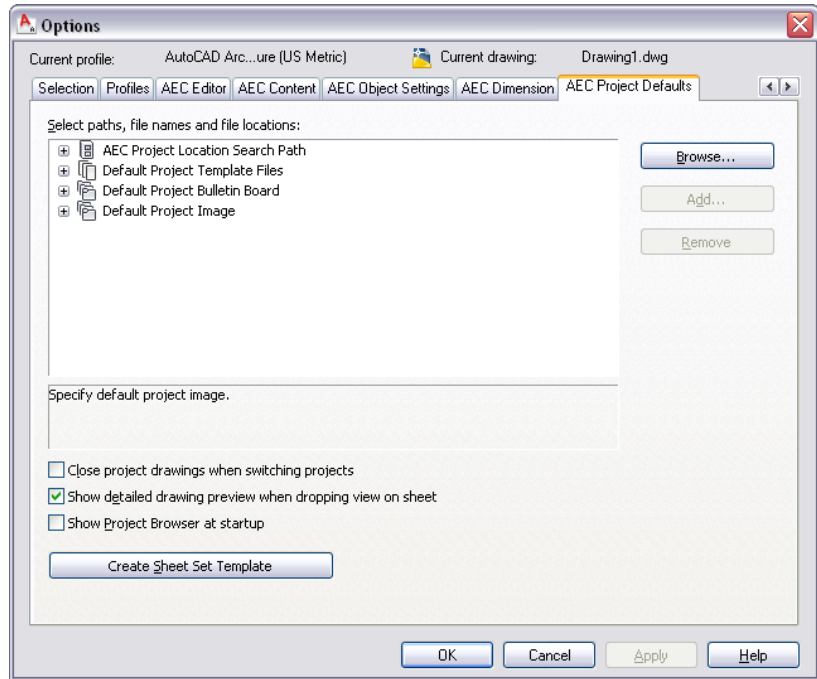 Options
Current profile: AutoCAD Arc...ure (US Metric) Current drawing: Drawing1.dwg
Selection Profiles AEC Editor AEC Content AEC Object Settings AEC Dimension AEC Project Defaults
Select paths, file names and file locations:
AEC Project Location Search Path
Default Project Template Files
Default Project Bulletin Board
Default Project Image
Browse...
Add...
Remove
Specify default project image.
Close project drawings when switching projects
Show detailed drawing preview when dropping view on sheet
Show Project Browser at startup
Create Sheet Set Template
OK Cancel Apply Help